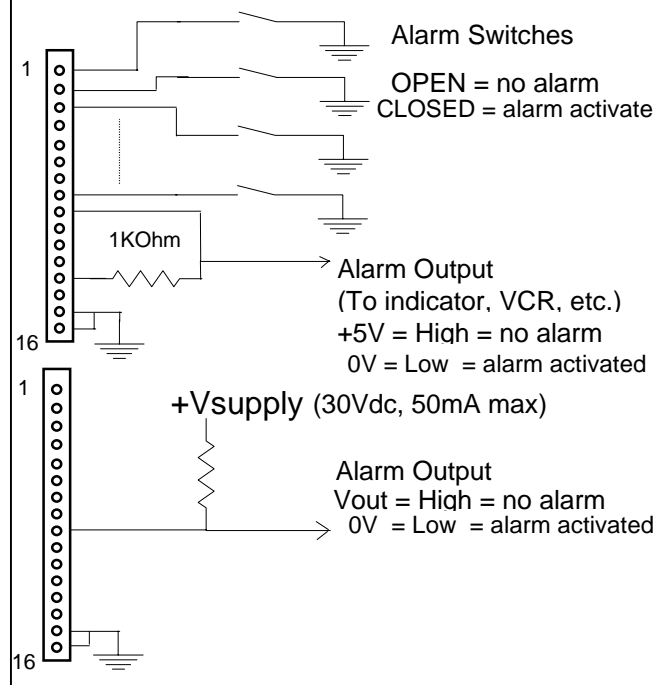 Alarm Switches
1
OPEN = no alarm
CLOSED = alarm activate
1KOhm
Alarm Output
(To indicator, VCR, etc.)
+5V = High = no alarm
0V = Low = alarm activated
16
1
+Vsupply (30Vdc, 50mA max)
Alarm Output
Vout = High = no alarm
0V = Low = alarm activated
16